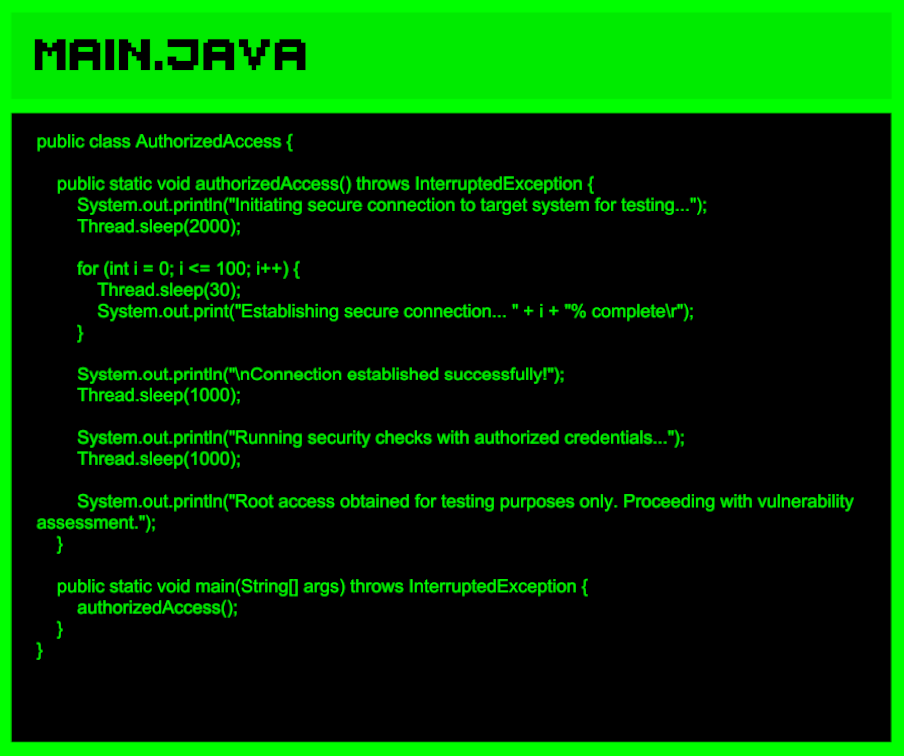 MAIN.JAVA
public class AuthorizedAccess {
public static void authorizedAccess() throws InterruptedException {
System.out.println("Initiating secure connection to target system for testing...");
Thread.sleep(2000);
for (int i = 0; i <= 100; i++) {
Thread.sleep(30);
System.out.print("Establishing secure connection... " + i + "% complete\r");
}
System.out.println("\nConnection established successfully!");
Thread.sleep(1000);
System.out.println("Running security checks with authorized credentials...");
Thread.sleep(1000);
System.out.println("Root access obtained for testing purposes only. Proceeding with vulnerability
assessment.");
}
public static void main(String[] args) throws InterruptedException {
authorizedAccess();
}
}